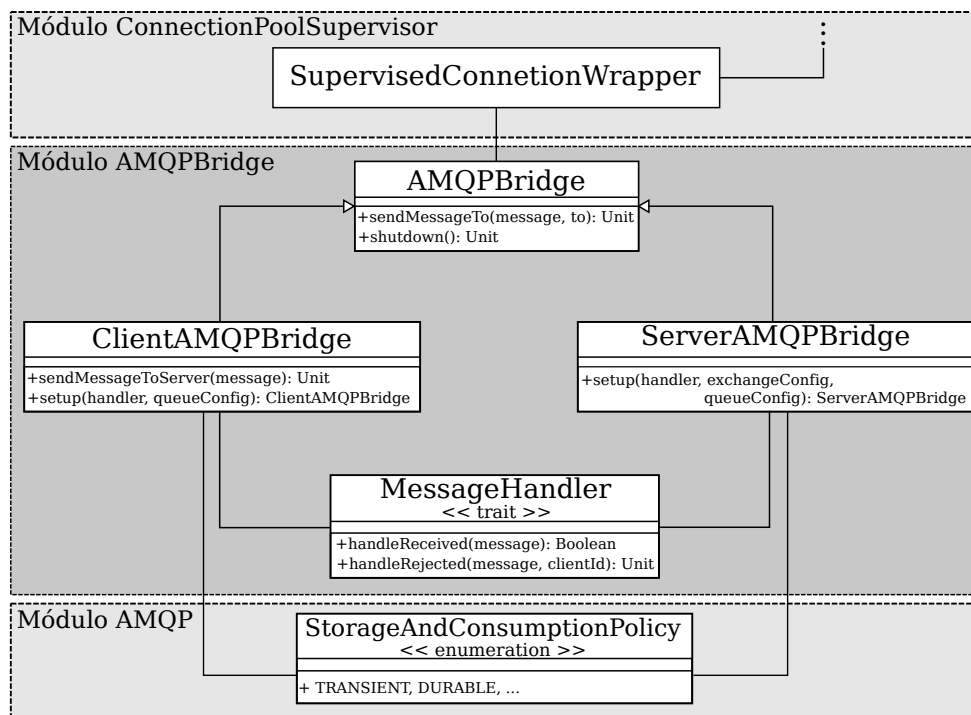 Módulo ConnectionPoolSupervisor
SupervisedConnetionWrapper
Módulo AMQPBridge
AMQPBridge
+sendMessageTo(message, to): Unit
+shutdown(): Unit
ClientAMQPBridge
+sendMessageToServer(message): Unit
+setup(handler, queueConfig): ClientAMQPBridge
ServerAMQPBridge
+setup(handler, exchangeConfig,
queueConfig): ServerAMQPBridge
MessageHandler
<< trait >>
+handleReceived(message): Boolean
+handleRejected(message, clientId): Unit
Módulo AMQP
StorageAndConsumptionPolicy
<< enumeration >>
+ TRANSIENT, DURABLE, ...